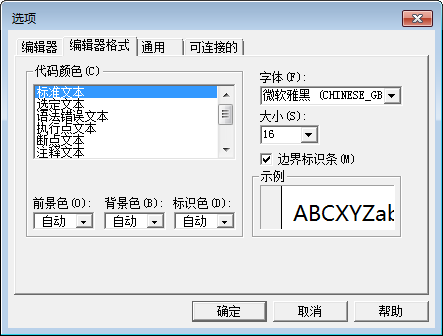 选项
编辑器 编辑器格式 通用 可连接的
代码颜色(C)
标准文本
选定文本
语法错误文本
执行点文本
断点文本
注释文本
前景色(O): 背景色(B): 标识色(D):
自动 自动 自动
字体(F):
微软雅黑 (CHINESE_GB
大小(S):
16
边界标识条(M)
示例
ABCXYZab
确定 取消 帮助